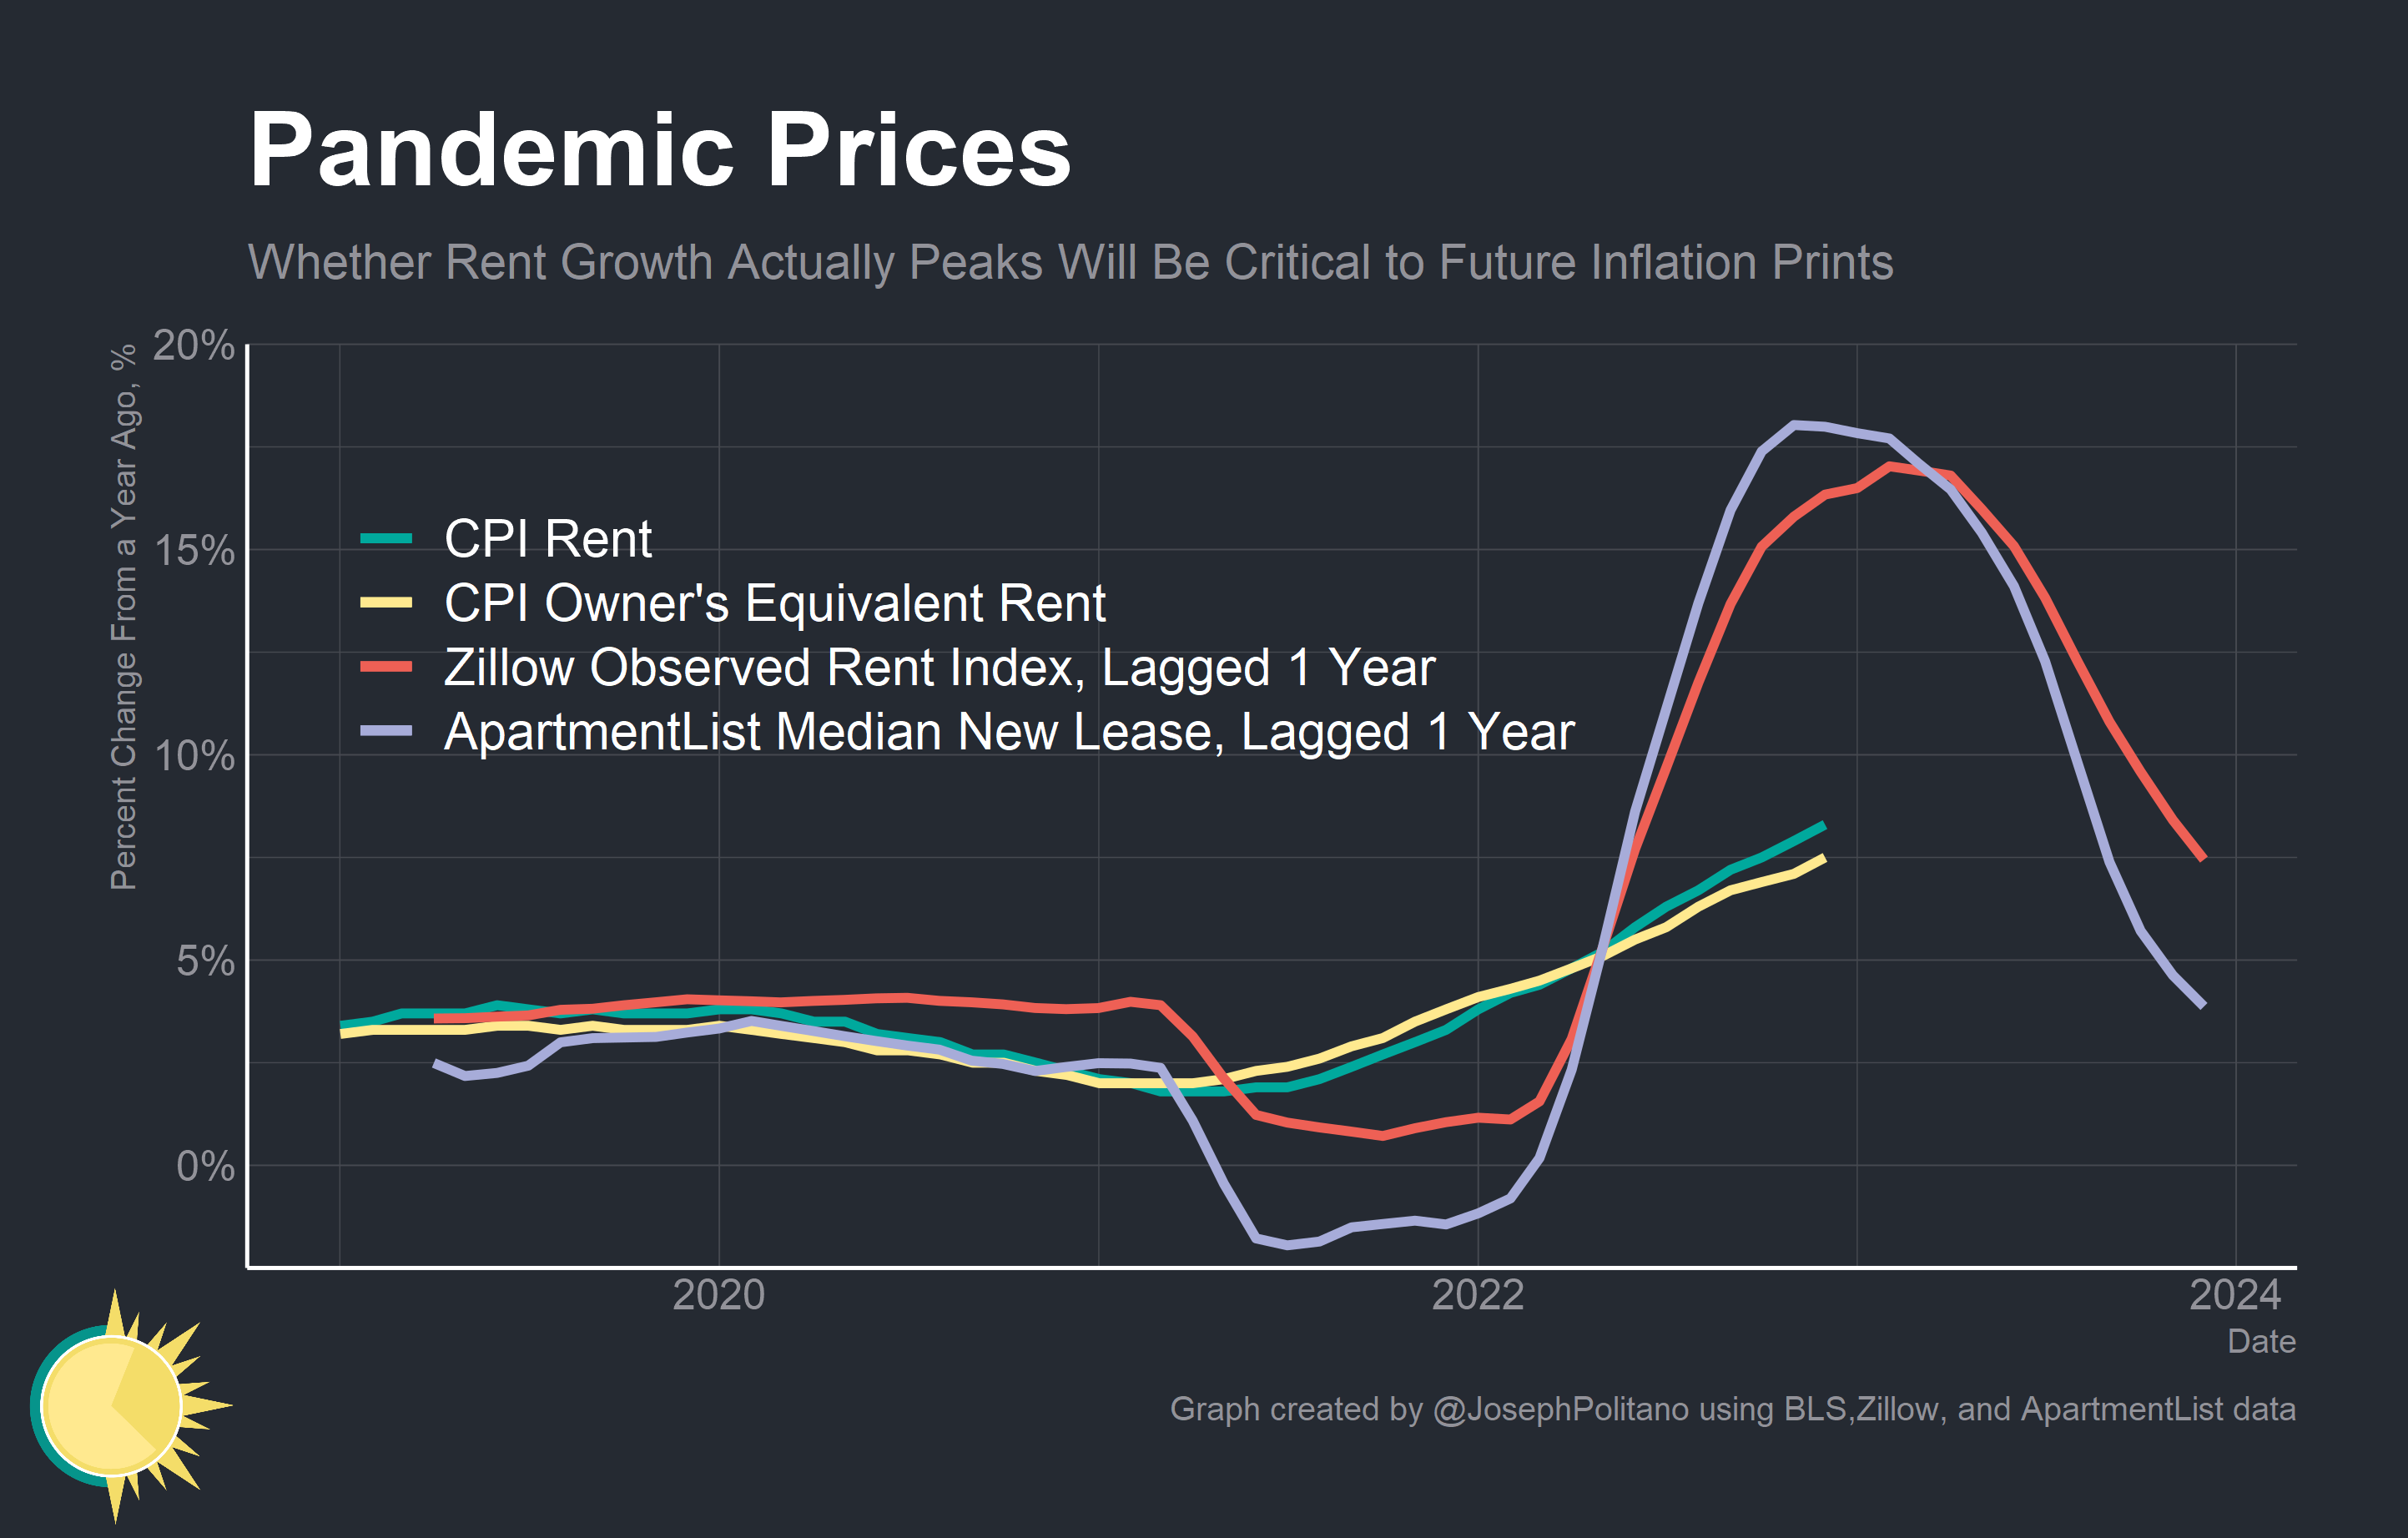 Pandemic Prices
Whether Rent Growth Actually Peaks Will Be Critical to Future Inflation Prints
Percent Change From a Year Ago, %
20%
15%
10%
5%
0%
CPI Rent
CPI Owner's Equivalent Rent
Zillow Observed Rent Index, Lagged 1 Year
ApartmentList Median New Lease, Lagged 1 Year
2020
2022
2024
Date
Graph created by @JosephPolitano using BLS,Zillow, and ApartmentList data